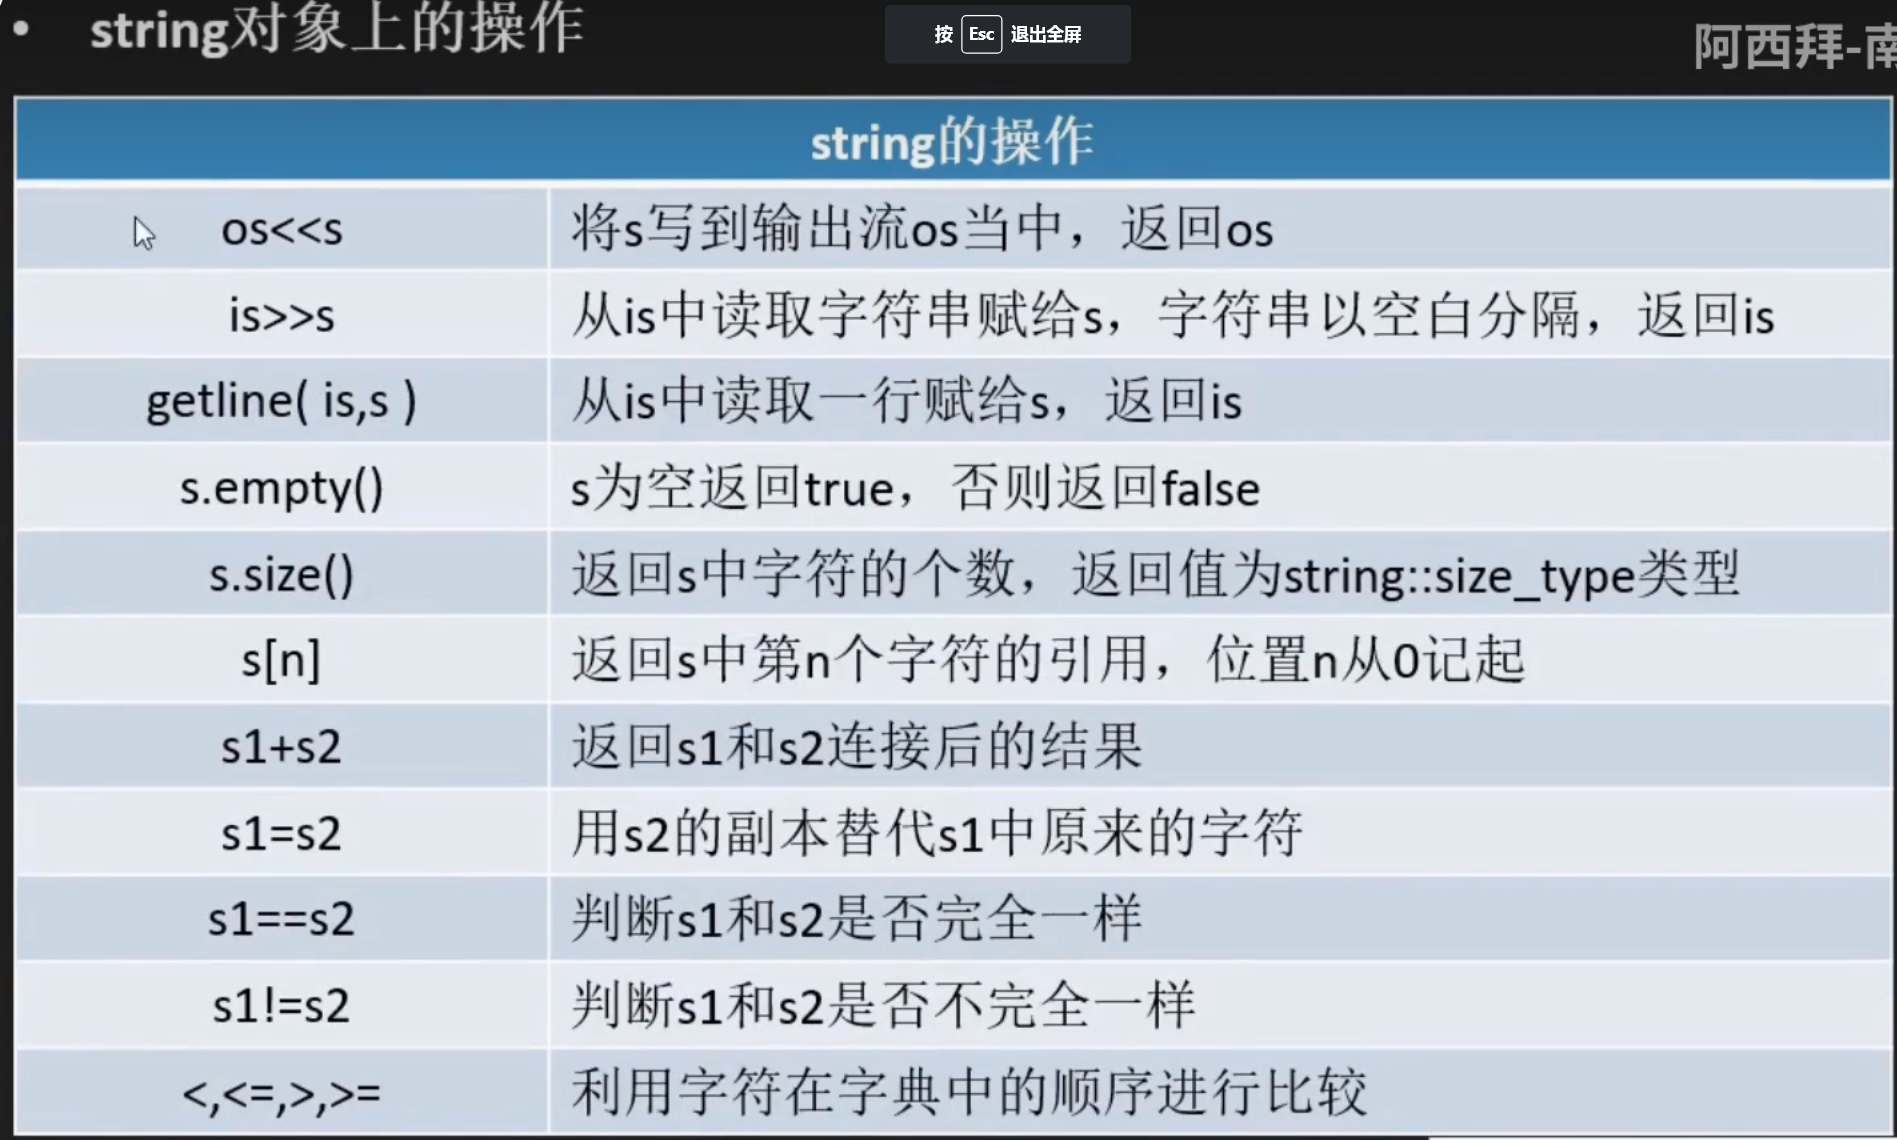 • string对象上的操作
按 Esc 退出全屏
阿西拜-南
string的操作
os<<s 将s写到输出流os当中，返回os
is>>s 从is中读取字符串赋给s，字符串以空白分隔，返回is
getline( is,s ) 从is中读取一行赋给s，返回is
s.empty() s为空返回true，否则返回false
s.size() 返回s中字符的个数，返回值为string::size_type类型
s[n] 返回s中第n个字符的引用，位置n从0记起
s1+s2 返回s1和s2连接后的结果
s1=s2 用s2的副本替代s1中原来的字符
s1==s2 判断s1和s2是否完全一样
s1!=s2 判断s1和s2是否不完全一样
<,<=,>,>= 利用字符在字典中的顺序进行比较